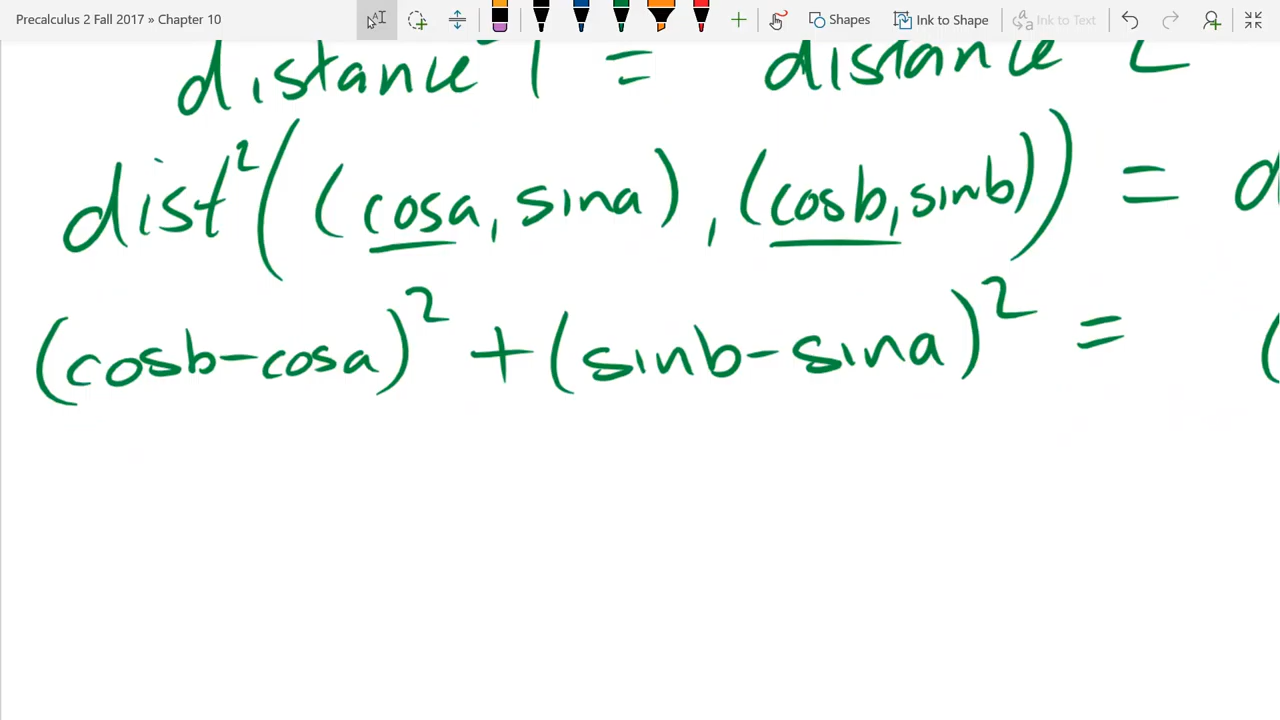 Precalculus 2 Fall 2017 » Chapter 10
Shapes
Ink to Shape
Ink to Text
distance 1 = distance 2
dist²((cosa, sina), (cosb, sinb)) = d
(cosb-cosa)² + (sinb-sina)² = (